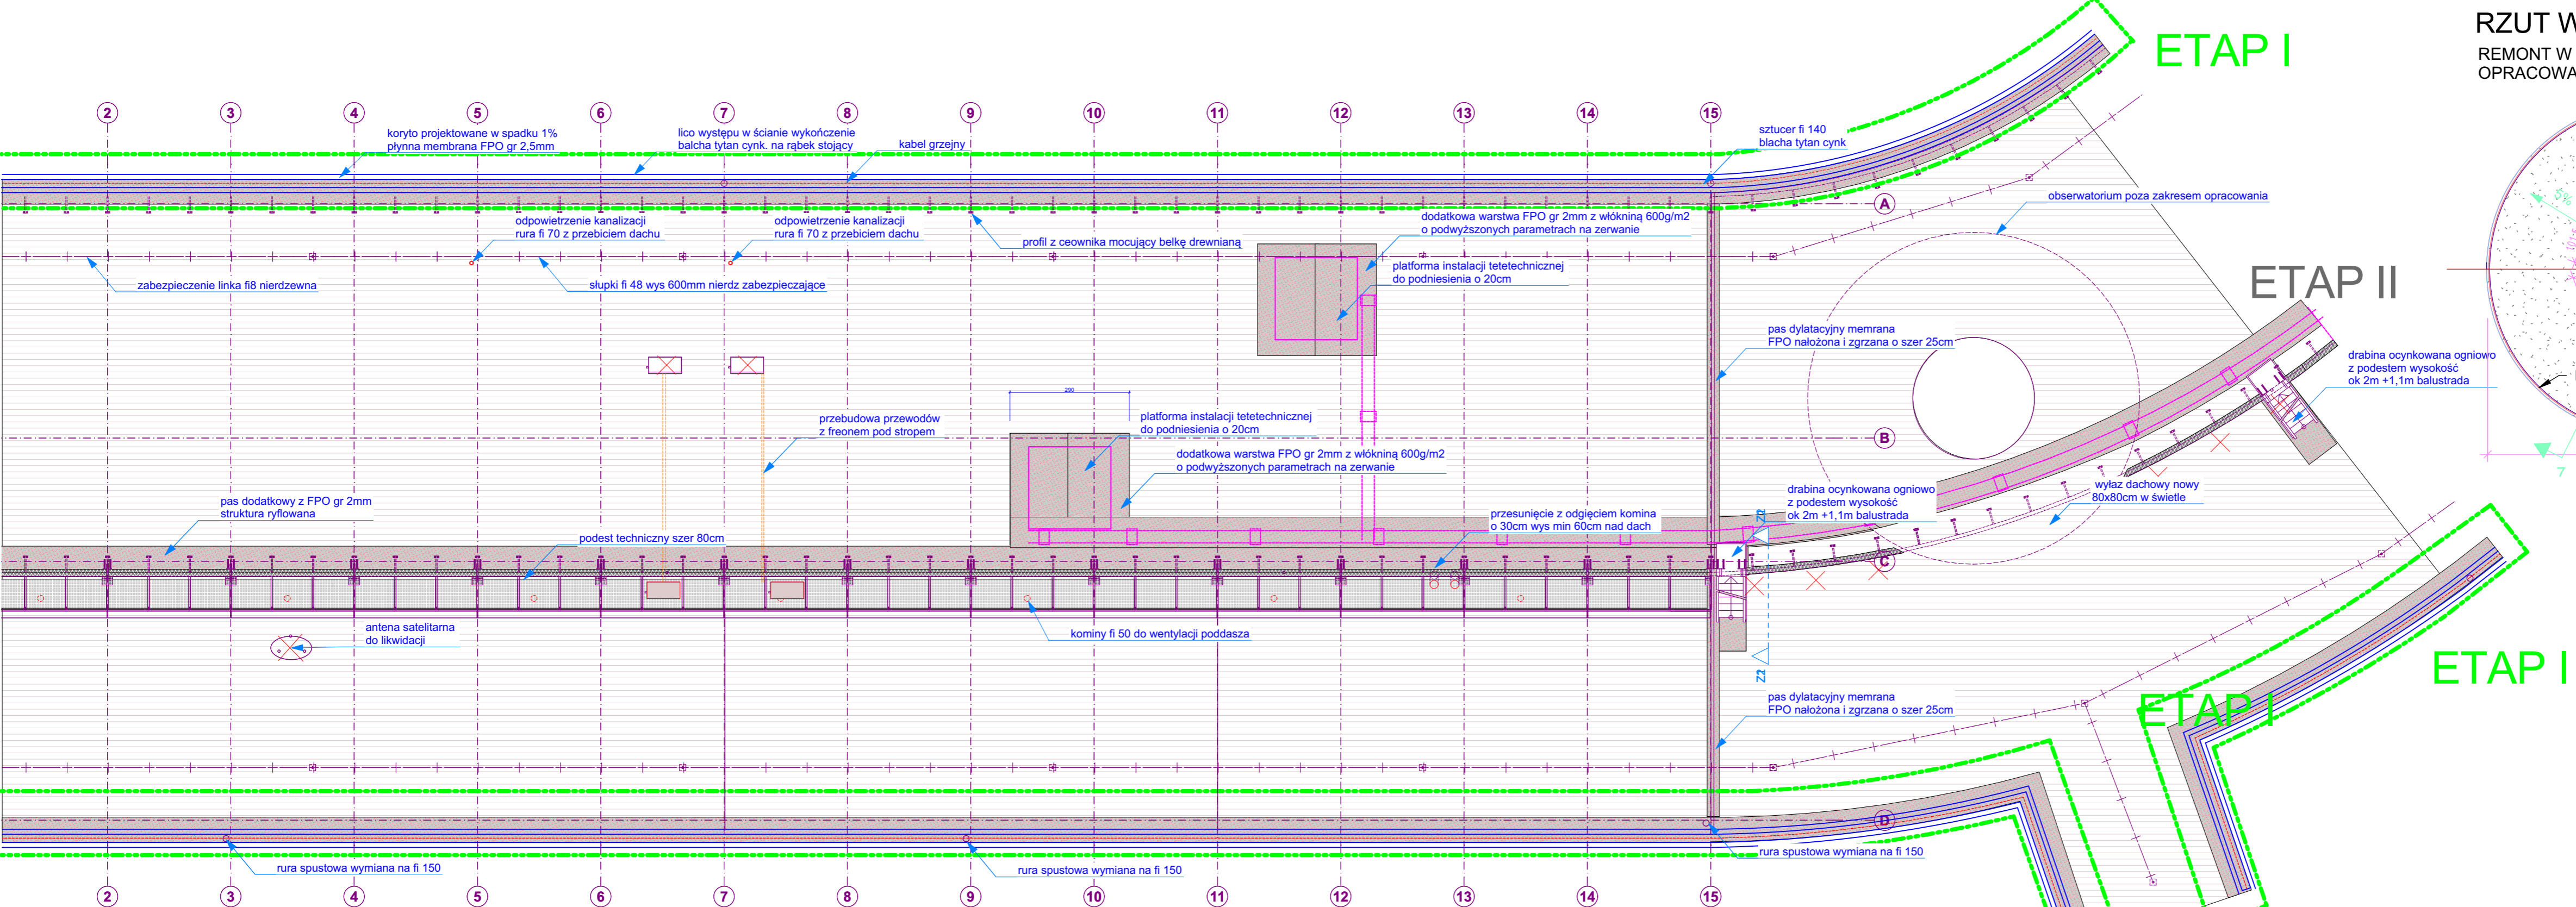 RZUT W
REMONT W
OPRACOWA
ETAP I
2
3
4
5
6
7
8
9
10
11
12
13
14
15
koryto projektowane w spadku 1%
płynna membrana FPO gr 2,5mm
lico występu w ścianie wykończenie
balcha tytan cynk. na rąbek stojący
kabel grzejny
sztucer fi 140
blacha tytan cynk
obserwatorium poza zakresem opracowania
A
odpowietrzenie kanalizacji
rura fi 70 z przebiciem dachu
odpowietrzenie kanalizacji
rura fi 70 z przebiciem dachu
profil z ceownika mocujący belkę drewnianą
dodatkowa warstwa FPO gr 2mm z włókniną 600g/m2
o podwyższonych parametrach na zerwanie
platforma instalacji tetetechnicznej
do podniesienia o 20cm
zabezpieczenie linka fi8 nierdzewna
słupki fi 48 wys 600mm nierdz zabezpieczające
ETAP II
pas dylatacyjny memrana
FPO nałożona i zgrzana o szer 25cm
drabina ocynkowana ogniowo
z podestem wysokość
ok 2m +1,1m balustrada
290
przebudowa przewodów
z freonem pod stropem
platforma instalacji tetetechnicznej
do podniesienia o 20cm
B
dodatkowa warstwa FPO gr 2mm z włókniną 600g/m2
o podwyższonych parametrach na zerwanie
7
pas dodatkowy z FPO gr 2mm
struktura ryflowana
drabina ocynkowana ogniowo
z podestem wysokość
ok 2m +1,1m balustrada
wyłaz dachowy nowy
80x80cm w świetle
przesunięcie z odgięciem komina
o 30cm wys min 60cm nad dach
podest techniczny szer 80cm
C
antena satelitarna
do likwidacji
kominy fi 50 do wentylacji poddasza
ETAP I
pas dylatacyjny memrana
FPO nałożona i zgrzana o szer 25cm
ETAP I
D
rura spustowa wymiana na fi 150
rura spustowa wymiana na fi 150
rura spustowa wymiana na fi 150
2
3
4
5
6
7
8
9
10
11
12
13
14
15